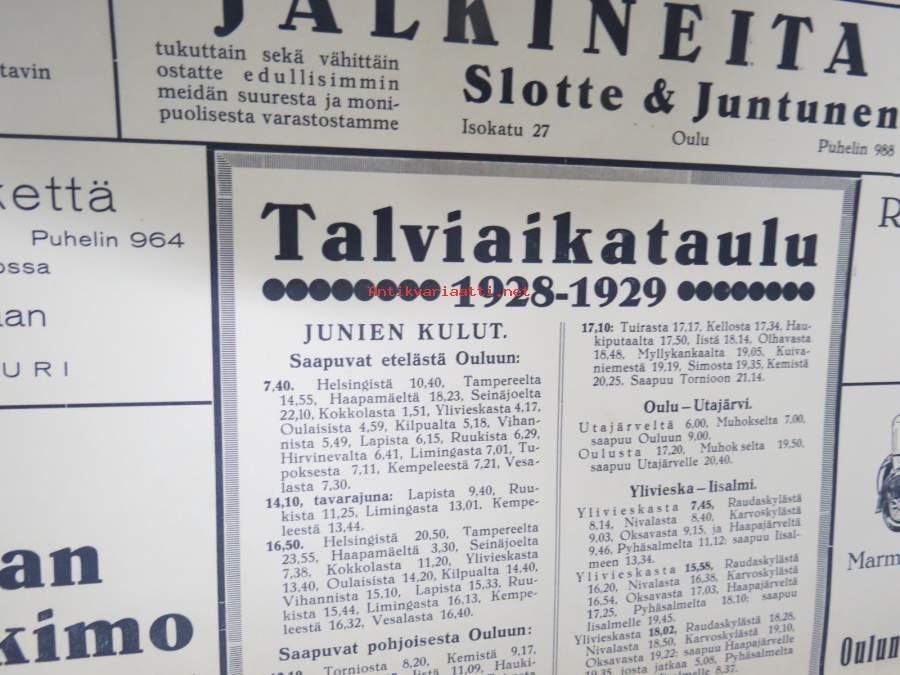 JALKINEITA
tukuttain sekä vähittäin
ostatte edullisimmin
meidän suuresta ja moni-
puolisesta varastostamme
Slotte & Juntunen
Isokatu 27 Oulu Puhelin 988
tavin
kettä
Puhelin 964
ossa
aan
URI
an
kimo
Talviaikataulu
1928-1929
Antikvariaatti.net
JUNIEN KULUT.
Saapuvat etelästä Ouluun:
7,40. Helsingistä 10,40, Tampereelta
14,55, Haapamäeltä 18,23, Seinäjoelta
22,10, Kokkolasta 1,51, Ylivieskasta 4,17,
Oulaisista 4,59, Kilpualta 5,18, Vihan-
nista 5,49, Lapista 6,15, Ruukista 6,29,
Hirvinevalta 6,41, Limingasta 7,01, Tu-
poksesta 7,11, Kempeleestä 7,21, Vesa-
lasta 7,30.
14,10, tavarajuna: Lapista 9,40, Ruu-
kista 11,25, Limingasta 13,01. Kempe-
leestä 13,44.
16,50. Helsingistä 20,50, Tampereelta
23,55, Haapamäeltä 3,30, Seinäjoelta
7,38, Kokkolasta 11,20, Ylivieskasta
13,40, Oulaisista 14,20, Kilpualta 14,40,
Vihannista 15,10, Lapista 15,33, Ruu-
kista 15,44, Limingasta 16,13, Kempe-
leestä 16,32, Vesalasta 16,40.
Saapuvat pohjoisesta Ouluun:
Torniosta 8,20, Kemistä 9,17,
Iistä 11,09, Hauki-
17,10: Tuirasta 17,17, Kellosta 17,34, Hau-
kiputaalta 17,50, Iistä 18,14, Olhavasta
18,48, Myllykankaalta 19,05, Kuiva-
niemestä 19,19, Simosta 19,35, Kemistä
20,25. Saapuu Tornioon 21,14.
Oulu—Utajärvi.
Utajärveltä 6,00, Muhokselta 7,00,
saapuu Ouluun 9,00.
Oulusta 17,20, Muhokselta 19,50,
saapuu Utajärvelle 20,40.
Ylivieska—Iisalmi.
Ylivieskasta 7,45, Raudaskylästä
8,14, Nivalasta 8,40, Karvoskylästä
9,03, Oksavasta 9,15, ja Haapajärveltä
9,46, Pyhäsalmelta 11,12; saapuu Iisal-
meen 13,34.
Ylivieskasta 15,58, Raudaskylästä
16,20, Nivalasta 16,38, Karvoskylästä
16,54, Oksavasta 17,03, Haapajärveltä
17,25, Pyhäsalmelta 18,10; saapuu
Iisalmelle 19,45.
Ylivieskasta 18,02, Raudaskylästä 18,28,
Nivalasta 18,50, Karvoskylästä 19,10,
Oksavasta 19,22; saapuu Haapajärvelle
19,35, josta jatkaa 5,08, Pyhäsalmelta
Iisalmelle 8,37.
R
Marm
Oulun